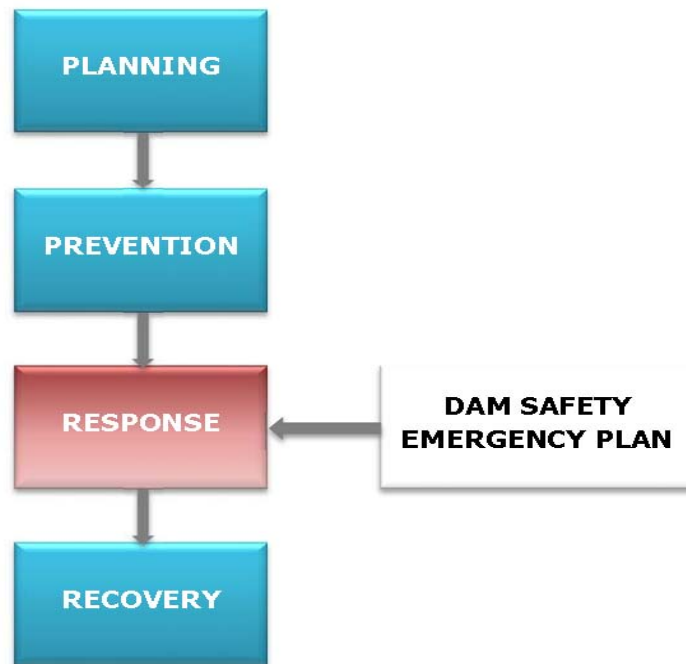 PLANNING
PREVENTION
RESPONSE
DAM SAFETY
EMERGENCY PLAN
RECOVERY